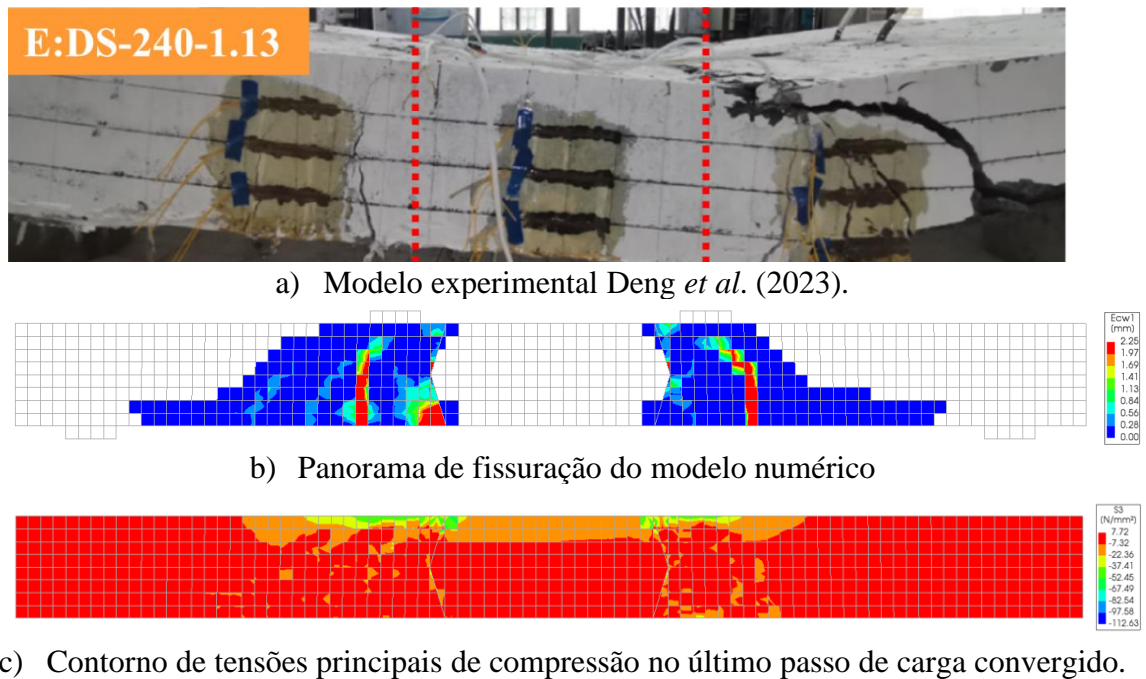 E:DS-240-1.13
a) Modelo experimental Deng et al. (2023).
Ecw1
(mm)
2.25
1.97
1.69
1.41
1.13
0.84
0.56
0.28
0.00
b) Panorama de fissuração do modelo numérico
S3
(N/mm²)
7.72
-7.32
-22.36
-37.41
-52.45
-67.49
-82.54
-97.58
-112.63
c) Contorno de tensões principais de compressão no último passo de carga convergido.